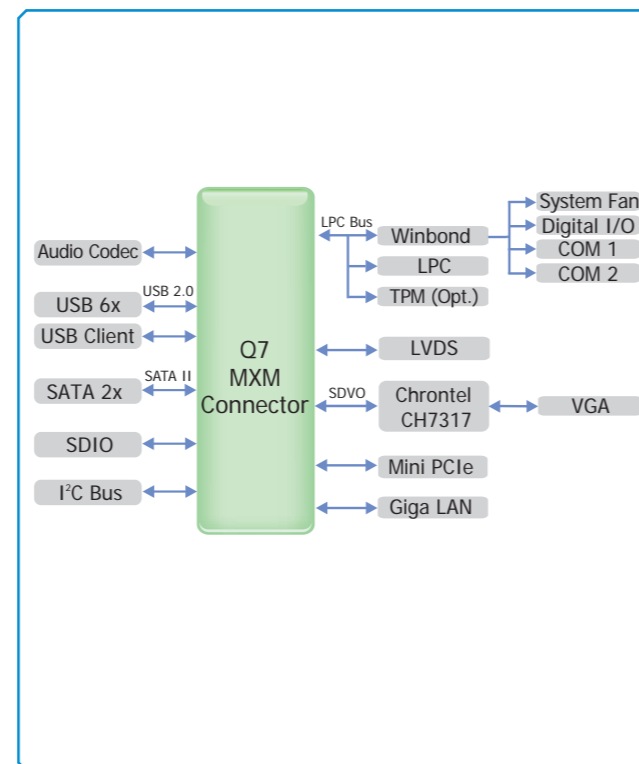 Audio Codec
USB 2.0
USB 6x
USB Client
SATA II
SATA 2x
SDIO
I²C Bus
Q7
MXM
Connector
LPC Bus
Winbond
LPC
TPM (Opt.)
System Fan
Digital I/O
COM 1
COM 2
LVDS
SDVO
Chrontel
CH7317
VGA
Mini PCIe
Giga LAN